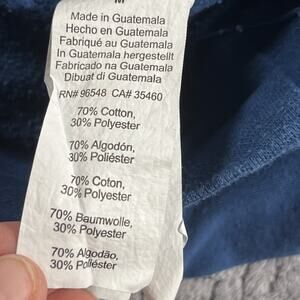 M
Made in Guatemala
Hecho en Guatemala
Fabriqué au Guatemala
In Guatemala hergestellt
Fabricado na Guatemala
Dibuat di Guatemala
RN# 96548 CA# 35460
70% Cotton,
30% Polyester
70% Algodón,
30% Poliéster
70% Coton,
30% Polyester
70% Baumwolle,
30% Polyester
70% Algodão,
30% Poliéster